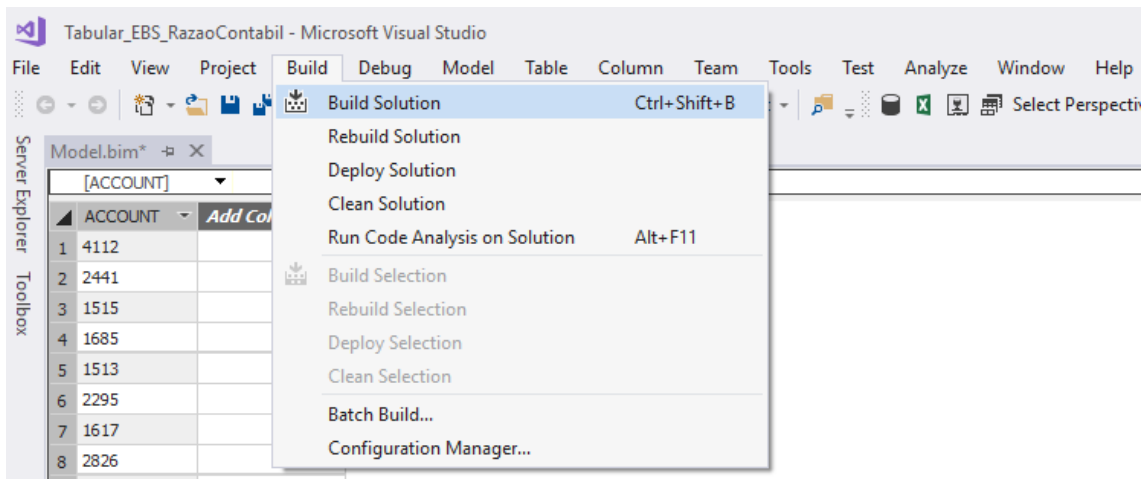 Tabular_EBS_RazaoContabil - Microsoft Visual Studio
File Edit View Project Build Debug Model Table Column Team Tools Test Analyze Window Help
Select Perspectiv
Server Explorer
Toolbox
Model.bim*
[ACCOUNT]
ACCOUNT Add Col
1 4112
2 2441
3 1515
4 1685
5 1513
6 2295
7 1617
8 2826
Build Solution Ctrl+Shift+B
Rebuild Solution
Deploy Solution
Clean Solution
Run Code Analysis on Solution Alt+F11
Build Selection
Rebuild Selection
Deploy Selection
Clean Selection
Batch Build...
Configuration Manager...